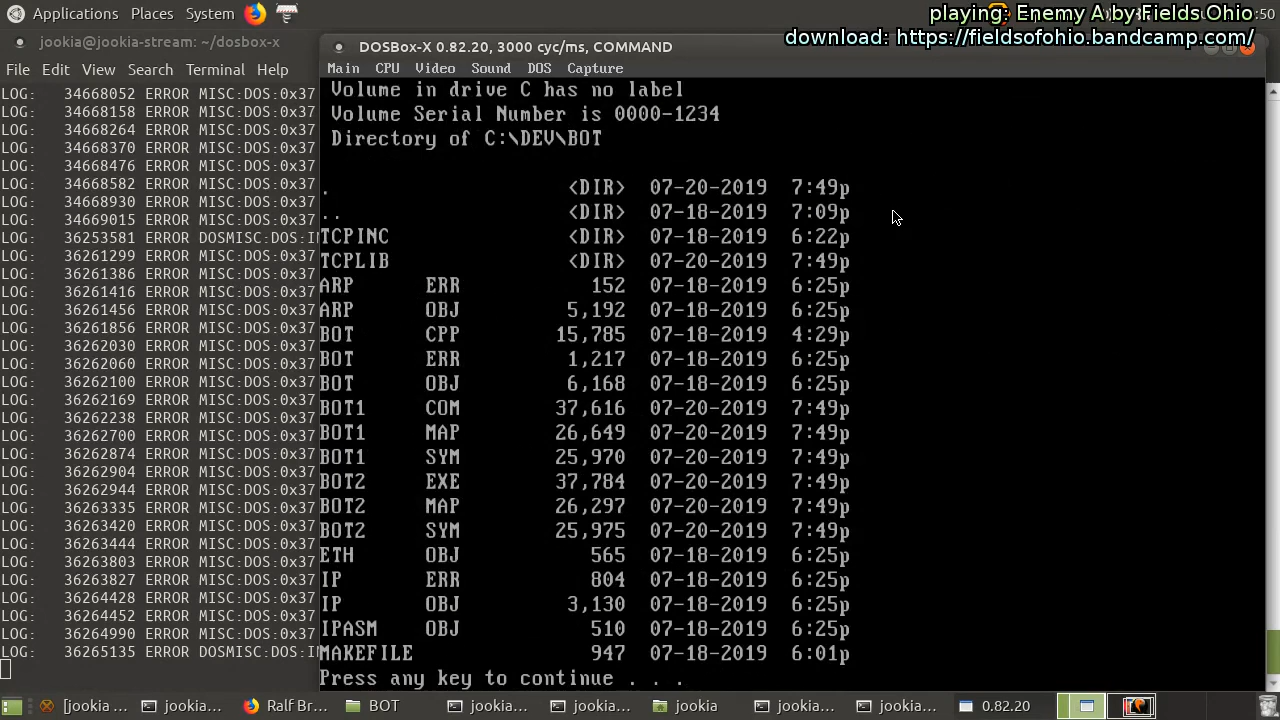 Applications Places System
:50
playing: Enemy A by Fields Ohio
download: https://fieldsofohio.bandcamp.com/
jookia@jookia-stream: ~/dosbox-x
File Edit View Search Terminal Help
LOG: 34668052 ERROR MISC:DOS:0x37
LOG: 34668158 ERROR MISC:DOS:0x37
LOG: 34668264 ERROR MISC:DOS:0x37
LOG: 34668370 ERROR MISC:DOS:0x37
LOG: 34668476 ERROR MISC:DOS:0x37
LOG: 34668582 ERROR MISC:DOS:0x37
LOG: 34668930 ERROR MISC:DOS:0x37
LOG: 34669015 ERROR MISC:DOS:0x37
LOG: 36253581 ERROR DOSMISC:DOS:I
LOG: 36261299 ERROR MISC:DOS:0x37
LOG: 36261386 ERROR MISC:DOS:0x37
LOG: 36261416 ERROR MISC:DOS:0x37
LOG: 36261456 ERROR MISC:DOS:0x37
LOG: 36261856 ERROR MISC:DOS:0x37
LOG: 36262030 ERROR MISC:DOS:0x37
LOG: 36262060 ERROR MISC:DOS:0x37
LOG: 36262100 ERROR MISC:DOS:0x37
LOG: 36262169 ERROR MISC:DOS:0x37
LOG: 36262238 ERROR MISC:DOS:0x37
LOG: 36262700 ERROR MISC:DOS:0x37
LOG: 36262874 ERROR MISC:DOS:0x37
LOG: 36262904 ERROR MISC:DOS:0x37
LOG: 36262944 ERROR MISC:DOS:0x37
LOG: 36263335 ERROR MISC:DOS:0x37
LOG: 36263420 ERROR MISC:DOS:0x37
LOG: 36263444 ERROR MISC:DOS:0x37
LOG: 36263803 ERROR MISC:DOS:0x37
LOG: 36263827 ERROR MISC:DOS:0x37
LOG: 36264428 ERROR MISC:DOS:0x37
LOG: 36264452 ERROR MISC:DOS:0x37
LOG: 36264990 ERROR MISC:DOS:0x37
LOG: 36265135 ERROR DOSMISC:DOS:I
DOSBox-X 0.82.20, 3000 cyc/ms, COMMAND
Main CPU Video Sound DOS Capture
Volume in drive C has no label
Volume Serial Number is 0000-1234
Directory of C:\DEV\BOT
. <DIR> 07-20-2019 7:49p
.. <DIR> 07-18-2019 7:09p
TCPINC <DIR> 07-18-2019 6:22p
TCPLIB <DIR> 07-20-2019 7:49p
ARP ERR 152 07-18-2019 6:25p
ARP OBJ 5,192 07-18-2019 6:25p
BOT CPP 15,785 07-18-2019 4:29p
BOT ERR 1,217 07-18-2019 6:25p
BOT OBJ 6,168 07-18-2019 6:25p
BOT1 COM 37,616 07-20-2019 7:49p
BOT1 MAP 26,649 07-20-2019 7:49p
BOT1 SYM 25,970 07-20-2019 7:49p
BOT2 EXE 37,784 07-20-2019 7:49p
BOT2 MAP 26,297 07-20-2019 7:49p
BOT2 SYM 25,975 07-20-2019 7:49p
ETH OBJ 565 07-18-2019 6:25p
IP ERR 804 07-18-2019 6:25p
IP OBJ 3,130 07-18-2019 6:25p
IPASM OBJ 510 07-18-2019 6:25p
MAKEFILE 947 07-18-2019 6:01p
Press any key to continue . . .
[jookia ... jookia... Ralf Br... BOT jookia... jookia... jookia jookia... jookia... 0.82.20